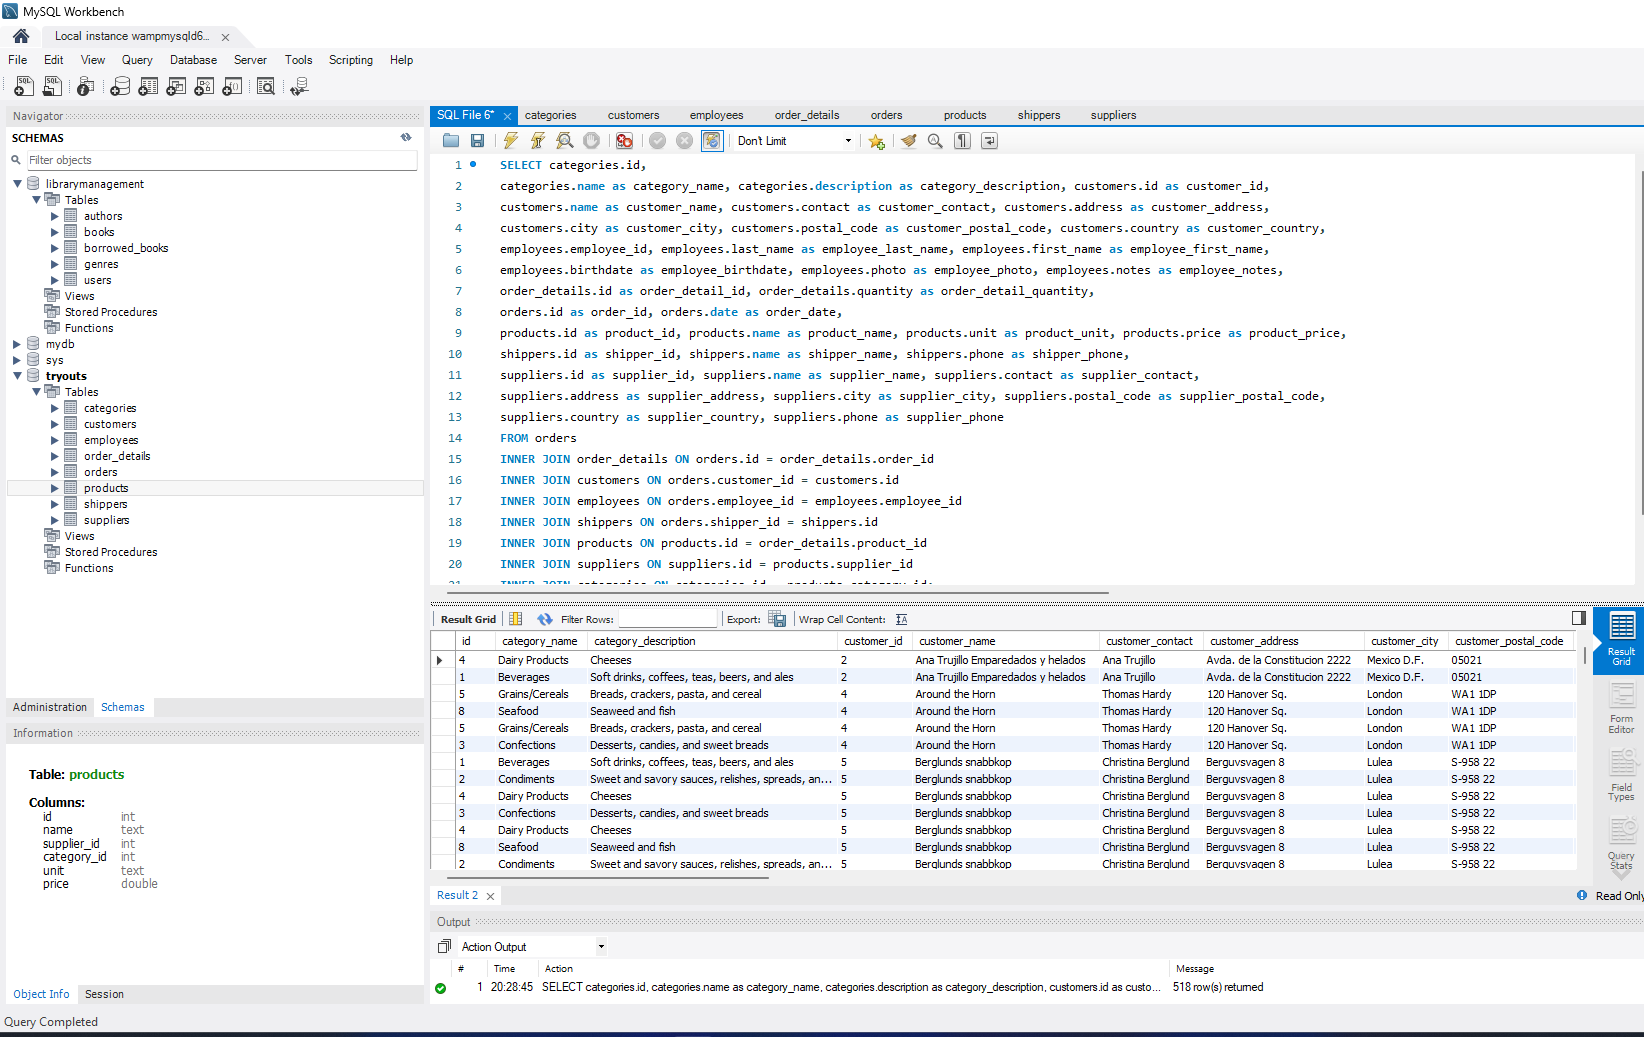 MySQL Workbench
Local instance wampmysqld6...
File Edit View Query Database Server Tools Scripting Help
Navigator
SCHEMAS
Filter objects
librarymanagement
Tables
authors
books
borrowed_books
genres
users
Views
Stored Procedures
Functions
mydb
sys
tryouts
Tables
categories
customers
employees
order_details
orders
products
shippers
suppliers
Views
Stored Procedures
Functions
Administration Schemas
Information
Table: products
Columns:
id int
name text
supplier_id int
category_id int
unit text
price double
Object Info Session
Query Completed
SQL File 6* categories customers employees order_details orders products shippers suppliers
Don't Limit
1 SELECT categories.id,
2 categories.name as category_name, categories.description as category_description, customers.id as customer_id,
3 customers.name as customer_name, customers.contact as customer_contact, customers.address as customer_address,
4 customers.city as customer_city, customers.postal_code as customer_postal_code, customers.country as customer_country,
5 employees.employee_id, employees.last_name as employee_last_name, employees.first_name as employee_first_name,
6 employees.birthdate as employee_birthdate, employees.photo as employee_photo, employees.notes as employee_notes,
7 order_details.id as order_detail_id, order_details.quantity as order_detail_quantity,
8 orders.id as order_id, orders.date as order_date,
9 products.id as product_id, products.name as product_name, products.unit as product_unit, products.price as product_price,
10 shippers.id as shipper_id, shippers.name as shipper_name, shippers.phone as shipper_phone,
11 suppliers.id as supplier_id, suppliers.name as supplier_name, suppliers.contact as supplier_contact,
12 suppliers.address as supplier_address, suppliers.city as supplier_city, suppliers.postal_code as supplier_postal_code,
13 suppliers.country as supplier_country, suppliers.phone as supplier_phone
14 FROM orders
15 INNER JOIN order_details ON orders.id = order_details.order_id
16 INNER JOIN customers ON orders.customer_id = customers.id
17 INNER JOIN employees ON orders.employee_id = employees.employee_id
18 INNER JOIN shippers ON orders.shipper_id = shippers.id
19 INNER JOIN products ON products.id = order_details.product_id
20 INNER JOIN suppliers ON suppliers.id = products.supplier_id
21 INNER JOIN categories ON categories.id = products.category_id;
Result Grid Filter Rows: Export: Wrap Cell Content:
id category_name category_description customer_id customer_name customer_contact customer_address customer_city customer_postal_code
4 Dairy Products Cheeses 2 Ana Trujillo Emparedados y helados Ana Trujillo Avda. de la Constitucion 2222 Mexico D.F. 05021
1 Beverages Soft drinks, coffees, teas, beers, and ales 2 Ana Trujillo Emparedados y helados Ana Trujillo Avda. de la Constitucion 2222 Mexico D.F. 05021
5 Grains/Cereals Breads, crackers, pasta, and cereal 4 Around the Horn Thomas Hardy 120 Hanover Sq. London WA1 1DP
8 Seafood Seaweed and fish 4 Around the Horn Thomas Hardy 120 Hanover Sq. London WA1 1DP
5 Grains/Cereals Breads, crackers, pasta, and cereal 4 Around the Horn Thomas Hardy 120 Hanover Sq. London WA1 1DP
3 Confections Desserts, candies, and sweet breads 4 Around the Horn Thomas Hardy 120 Hanover Sq. London WA1 1DP
1 Beverages Soft drinks, coffees, teas, beers, and ales 5 Berglunds snabbkop Christina Berglund Berguvsvagen 8 Lulea S-958 22
2 Condiments Sweet and savory sauces, relishes, spreads, an... 5 Berglunds snabbkop Christina Berglund Berguvsvagen 8 Lulea S-958 22
4 Dairy Products Cheeses 5 Berglunds snabbkop Christina Berglund Berguvsvagen 8 Lulea S-958 22
3 Confections Desserts, candies, and sweet breads 5 Berglunds snabbkop Christina Berglund Berguvsvagen 8 Lulea S-958 22
4 Dairy Products Cheeses 5 Berglunds snabbkop Christina Berglund Berguvsvagen 8 Lulea S-958 22
8 Seafood Seaweed and fish 5 Berglunds snabbkop Christina Berglund Berguvsvagen 8 Lulea S-958 22
2 Condiments Sweet and savory sauces, relishes, spreads, an... 5 Berglunds snabbkop Christina Berglund Berguvsvagen 8 Lulea S-958 22
Result
Grid
Form
Editor
Field
Types
Query
Stats
Result 2
Read Only
Output
Action Output
# Time Action Message
1 20:28:45 SELECT categories.id, categories.name as category_name, categories.description as category_description, customers.id as custo... 518 row(s) returned